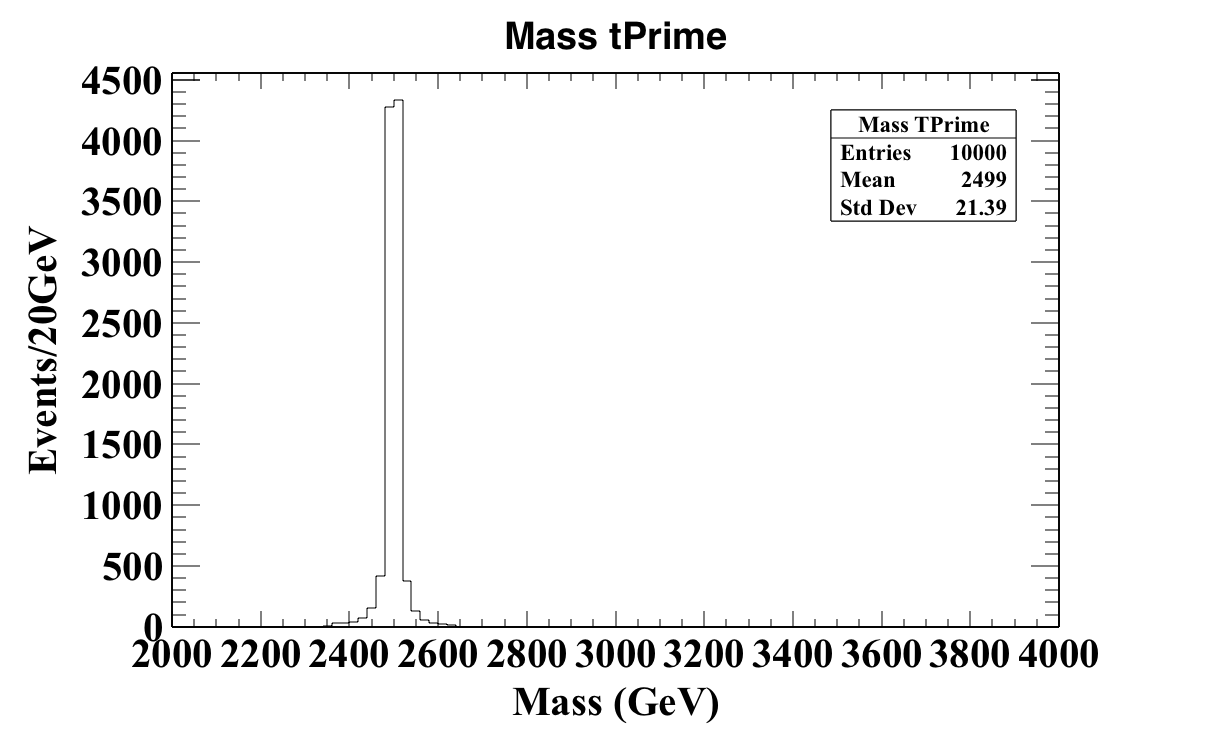 Mass tPrime
4500
4000
3500
3000
2500
2000
1500
1000
500
0
Events/20GeV
Mass TPrime
Entries 10000
Mean 2499
Std Dev 21.39
2000 2200 2400 2600 2800 3000 3200 3400 3600 3800 4000
Mass (GeV)